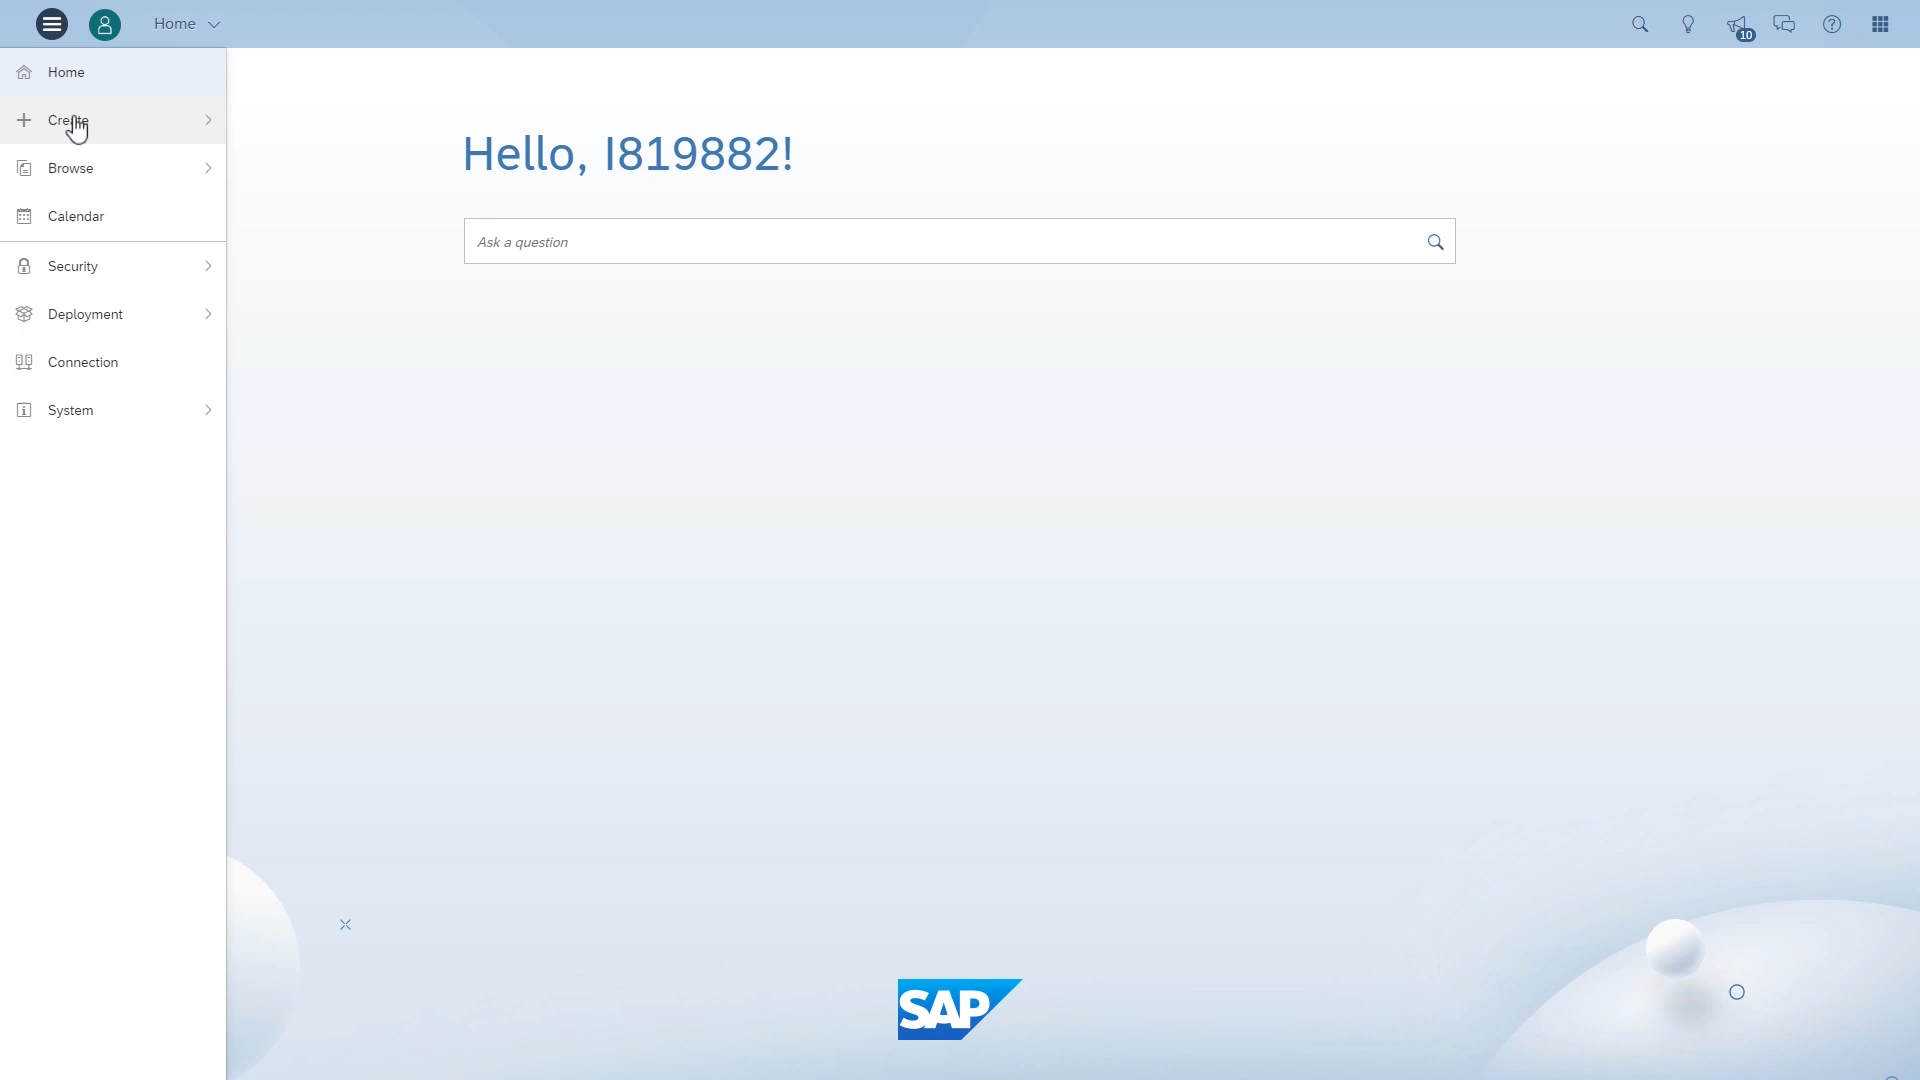 Home
10
Home
Create
Browse
Calendar
Security
Deployment
Connection
System
Hello, I819882!
Ask a question
SAP